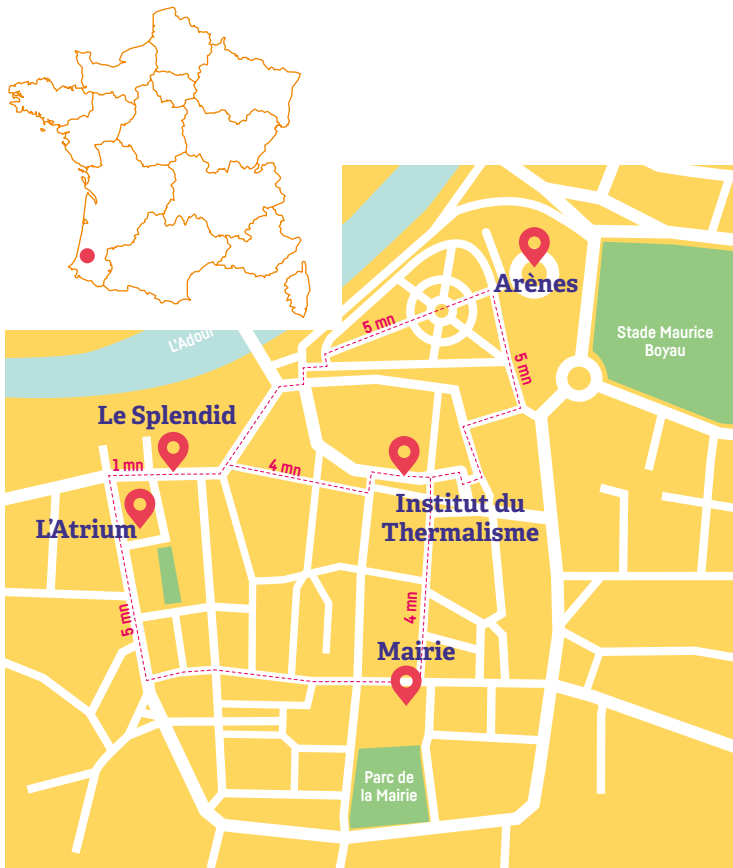 Arènes
5 mn
Stade Maurice
Boyau
L'Adour
5 mn
Le Splendid
1 mn
4 mn
Institut du
Thermalisme
L'Atrium
5 mn
4 mn
Mairie
Parc de
la Mairie